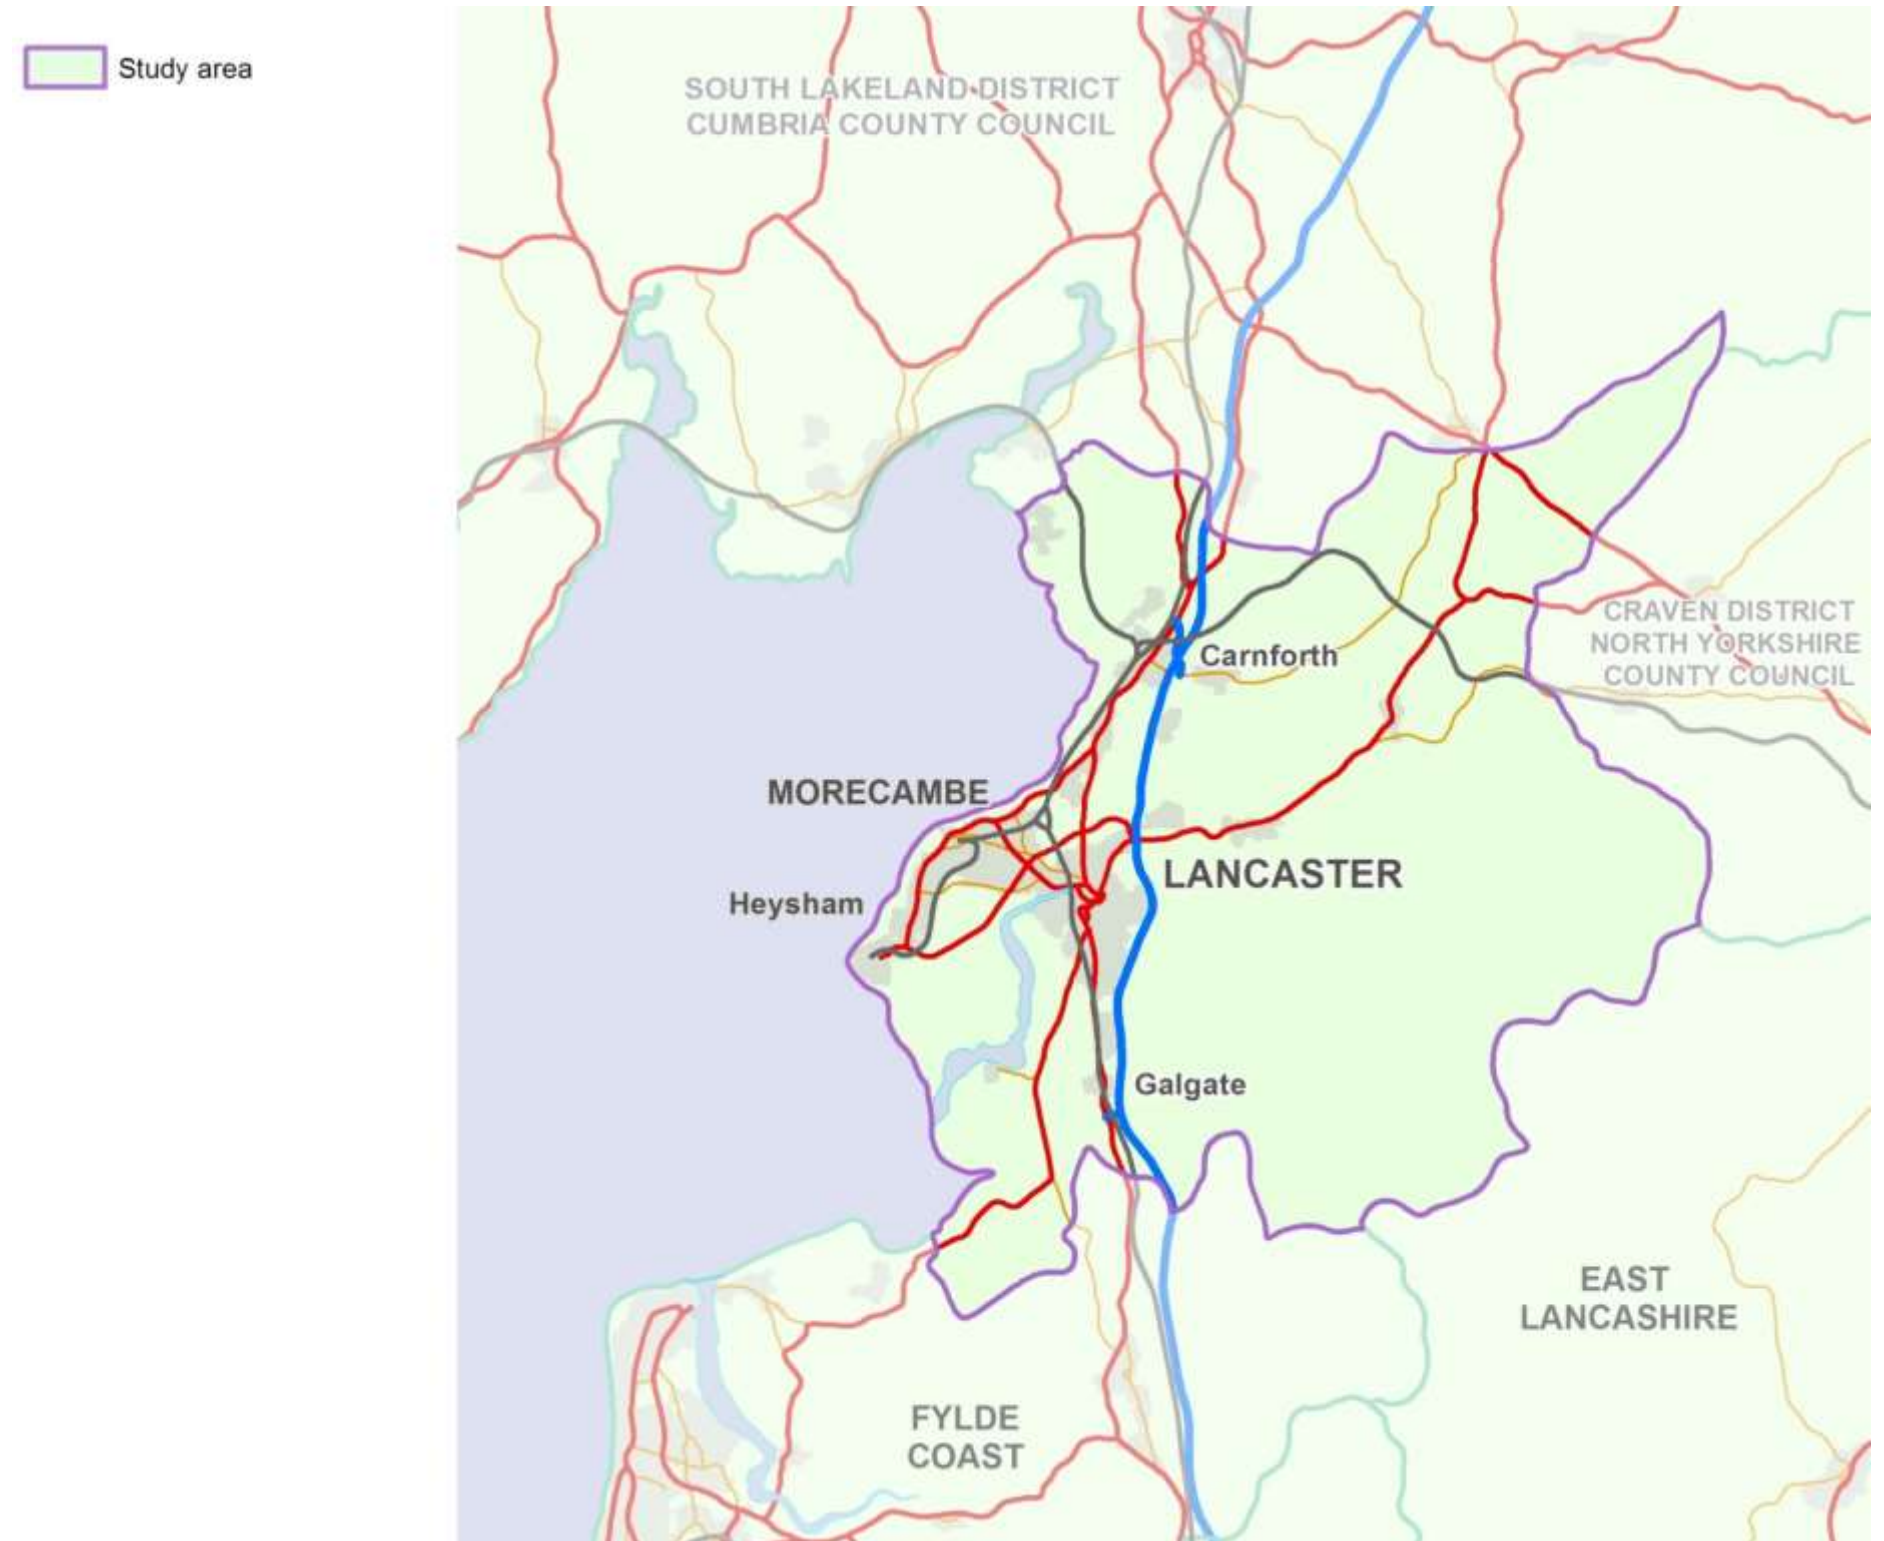 Study area
SOUTH LAKELAND DISTRICT
CUMBRIA COUNTY COUNCIL
CRAVEN DISTRICT
NORTH YORKSHIRE
COUNTY COUNCIL
Carnforth
MORECAMBE
LANCASTER
Heysham
Galgate
EAST
LANCASHIRE
FYLDE
COAST